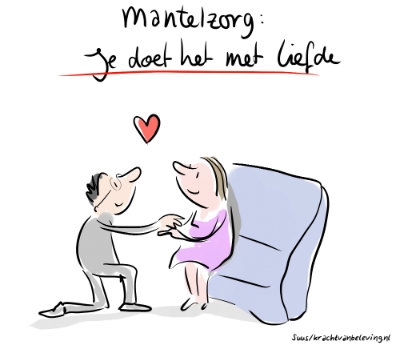 Mantelzorg:
Je doet het met liefde
Suus/krachtvanbeleving.nl